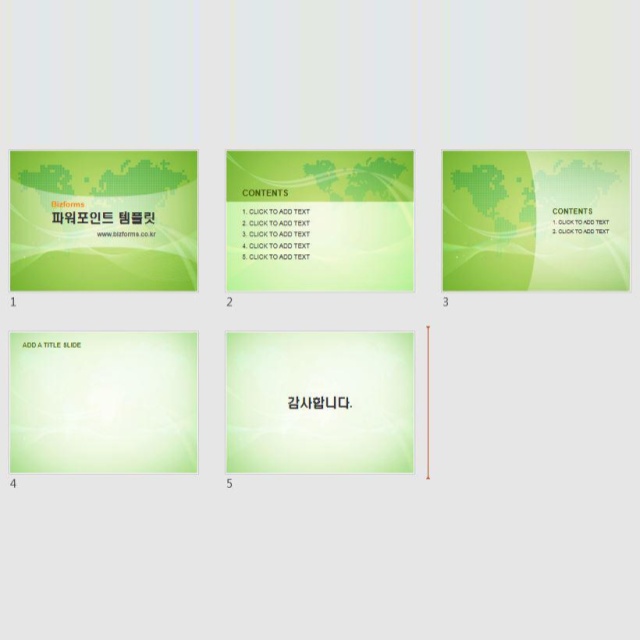 Bizforms
파워포인트 템플릿
www.bizforms.co.kr
1
CONTENTS
1. CLICK TO ADD TEXT
2. CLICK TO ADD TEXT
3. CLICK TO ADD TEXT
4. CLICK TO ADD TEXT
5. CLICK TO ADD TEXT
2
CONTENTS
1. CLICK TO ADD TEXT
2. CLICK TO ADD TEXT
3
ADD A TITLE SLIDE
4
감사합니다.
5